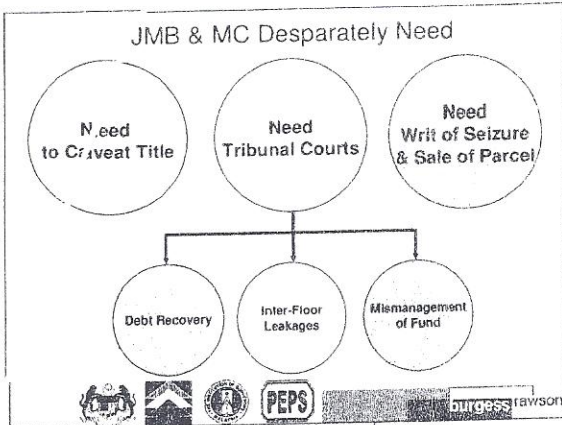 JMB & MC Desparately Need
Need
to Caveat Title
Need
Tribunal Courts
Need
Writ of Seizure
& Sale of Parcel
Debt Recovery
Inter-Floor
Leakages
Mismanagement
of Fund
PEPS
burgess rawson